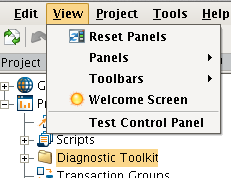 Edit View Project Tools Help
Reset Panels
Panels
Toolbars
Welcome Screen
Test Control Panel
Project
G
P
Scripts
Diagnostic Toolkit
Transaction Groups